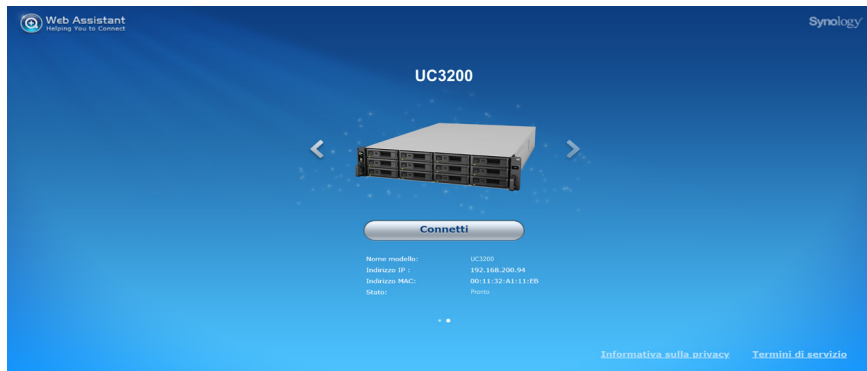 Web Assistant
Helping You to Connect
Synology
UC3200
Connetti
Nome modello: UC3200
Indirizzo IP : 192.168.200.94
Indirizzo MAC: 00:11:32:A1:11:EB
Stato: Pronto
Informativa sulla privacy Termini di servizio